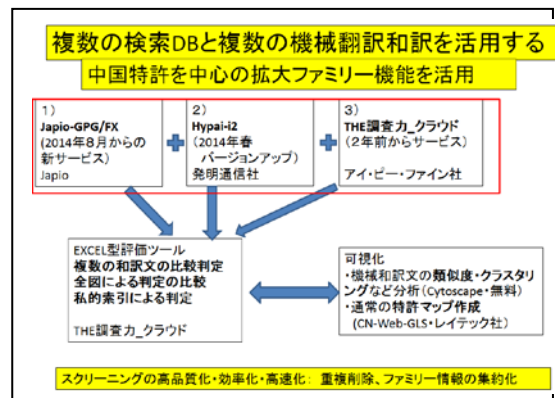 複数の検索DBと複数の機械翻訳和訳を活用する
中国特許を中心の拡大ファミリー機能を活用
1)
Japio-GPG/FX
(2014年8月からの
新サービス)
Japio
2)
Hypai-i2
(2014年春
バージョンアップ)
発明通信社
3)
THE調査力_クラウド
(2年前からサービス)
アイ・ピー・ファイン社
EXCEL型評価ツール
複数の和訳文の比較判定
全図による判定の比較
私的索引による判定
THE調査力_クラウド
可視化
・機械和訳文の類似度・クラスタ
リングなど分析(Cytoscape・無料)
・通常の特許マップ作成
(CN-Web-GLS・レイテック社)
スクリーニングの高品質化・効率化・高速化: 重複削除、ファミリー情報の集約化